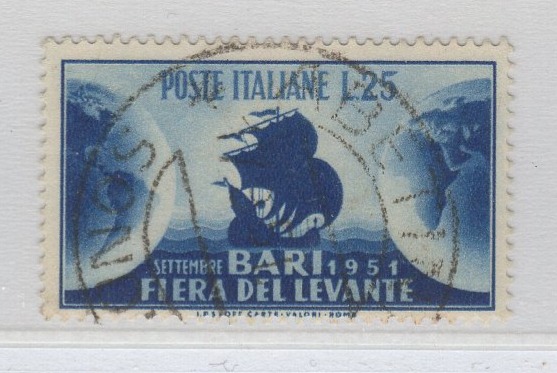 POSTE ITALIANE L.25
SETTEMBRE BARI 1951
FIERA DEL LEVANTE
I.P.S. OFF. CARTE-VALORI-ROMA